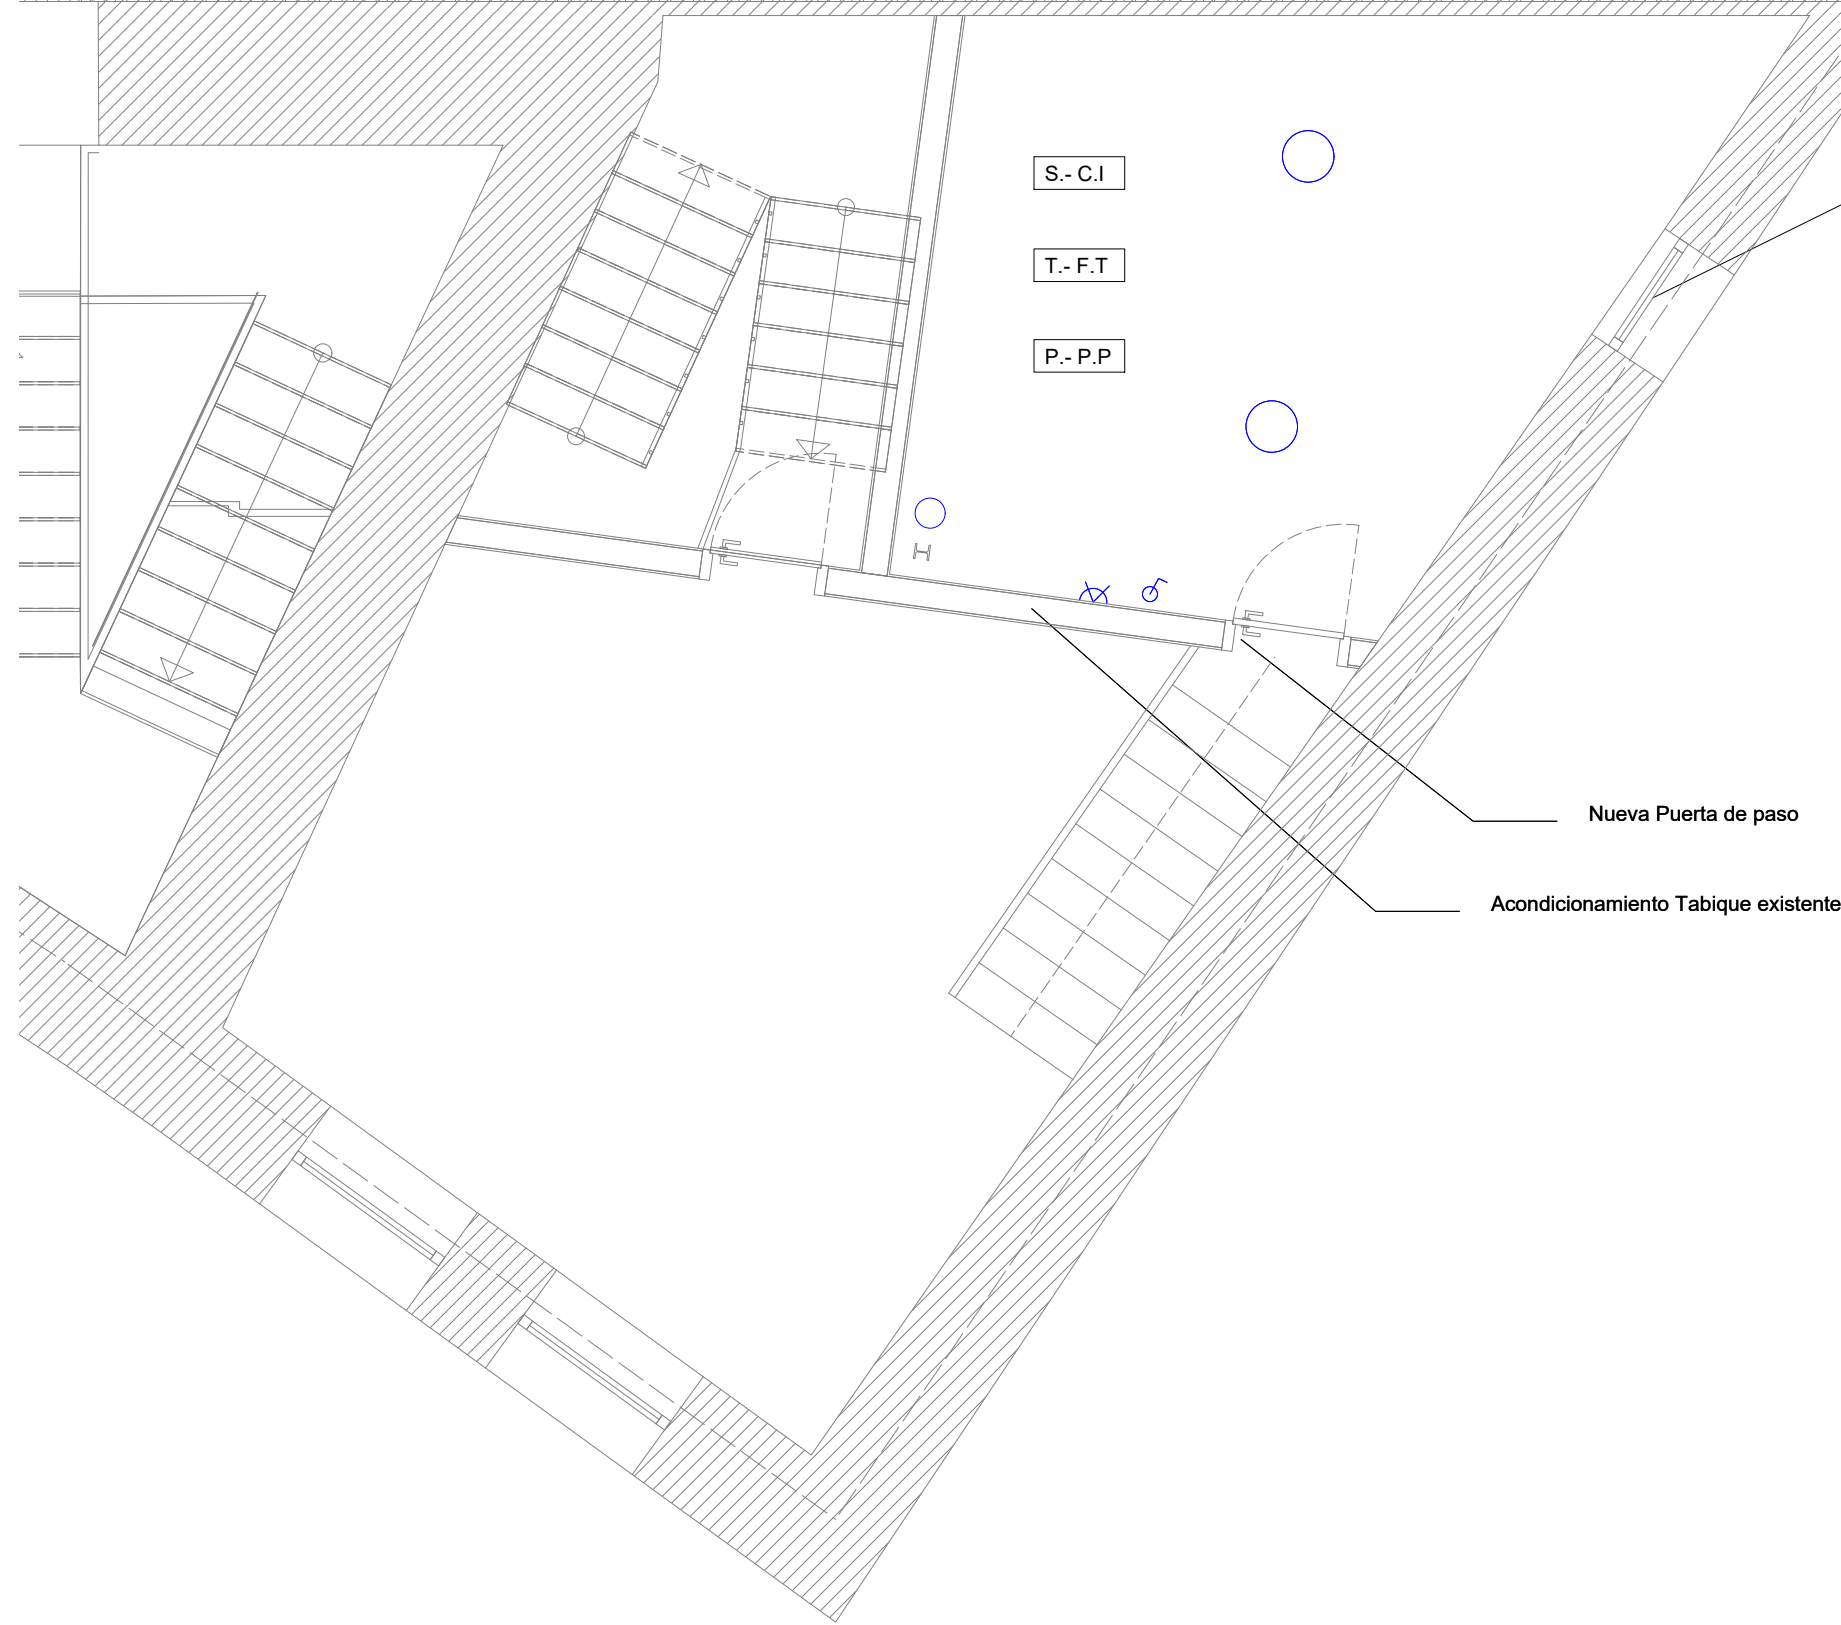 S.- C.I
T.- F.T
P.- P.P
H
Nueva Puerta de paso
Acondicionamiento Tabique existente